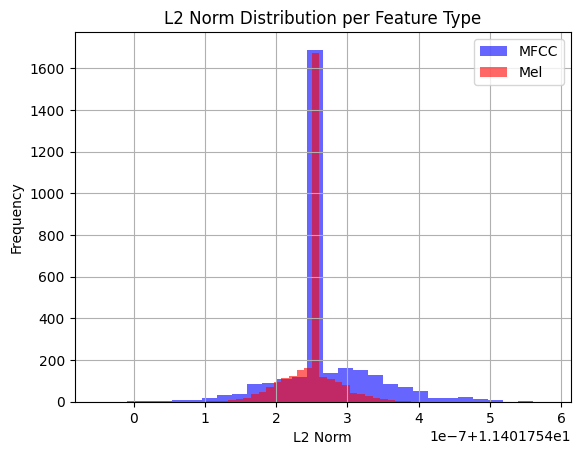 L2 Norm Distribution per Feature Type
MFCC
Mel
Frequency
1600
1400
1200
1000
800
600
400
200
0
0 1 2 3 4 5 6
L2 Norm
1e-7+1.1401754e1